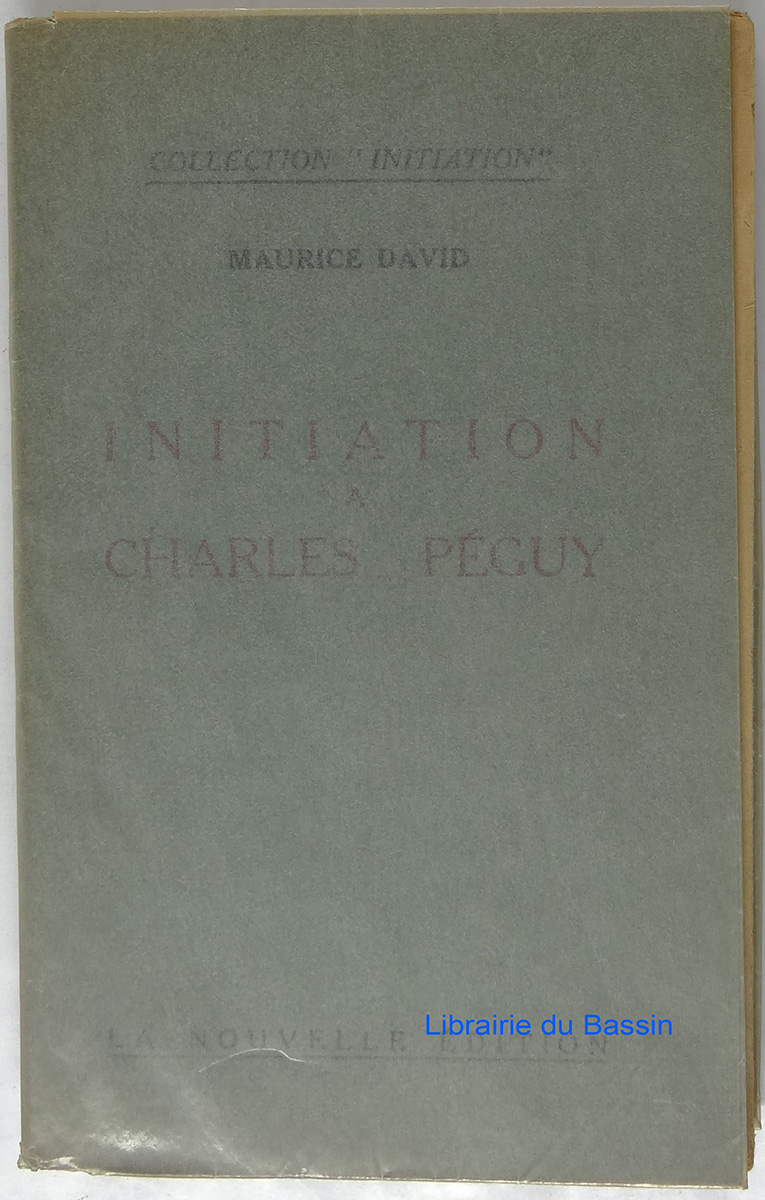 COLLECTION "INITIATION"
MAURICE DAVID
INITIATION
A
CHARLES PÉGUY
Librairie du Bassin
LA NOUVELLE ÉDITION